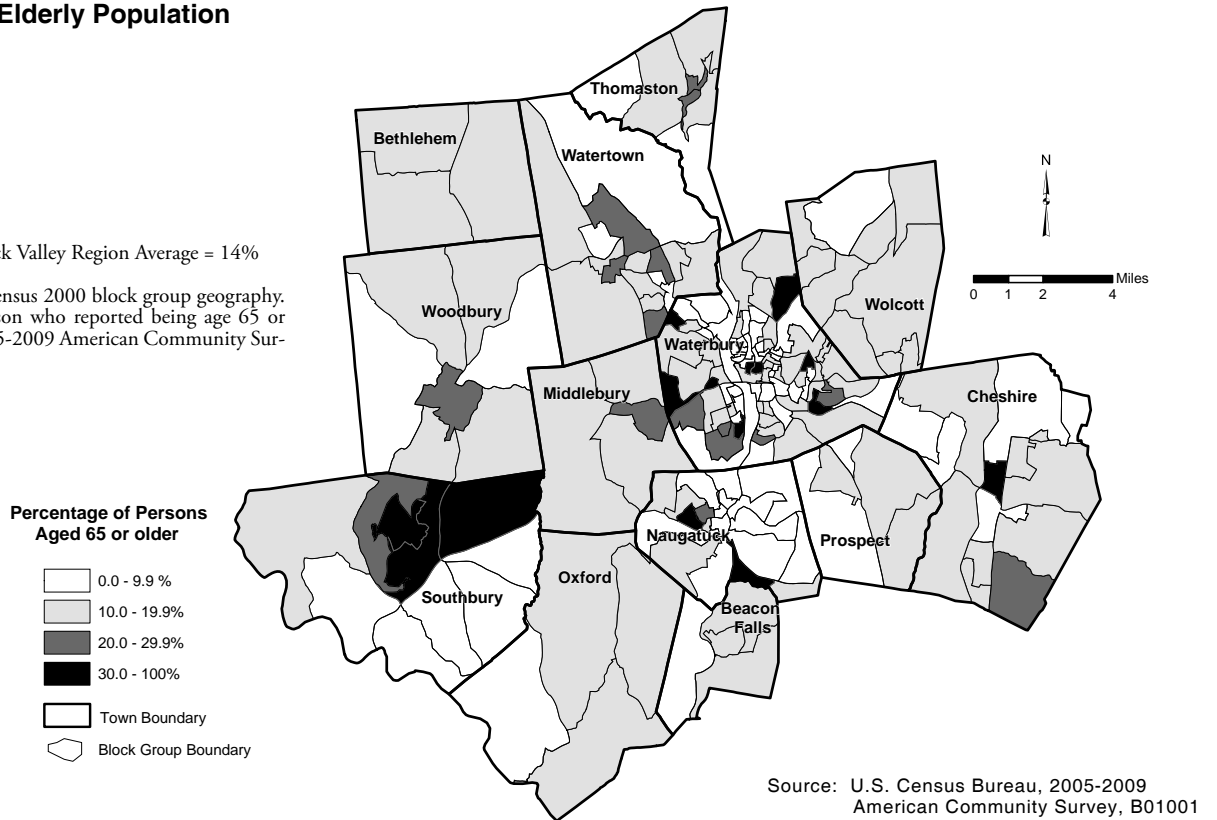 Elderly Population
Valley Region Average = 14%
2000 block group geography.
who reported being age 65 or
2009 American Community Sur-
Percentage of Persons
Aged 65 or older
0.0 - 9.9 %
10.0 - 19.9%
20.0 - 29.9%
30.0 - 100%
Town Boundary
Block Group Boundary
Thomaston
Bethlehem
Watertown
Woodbury
Wolcott
Waterbury
Middlebury
Cheshire
Naugatuck
Prospect
Oxford
Southbury
Beacon
Falls
N
Miles
0 1 2 4
Source: U.S. Census Bureau, 2005-2009
American Community Survey, B01001